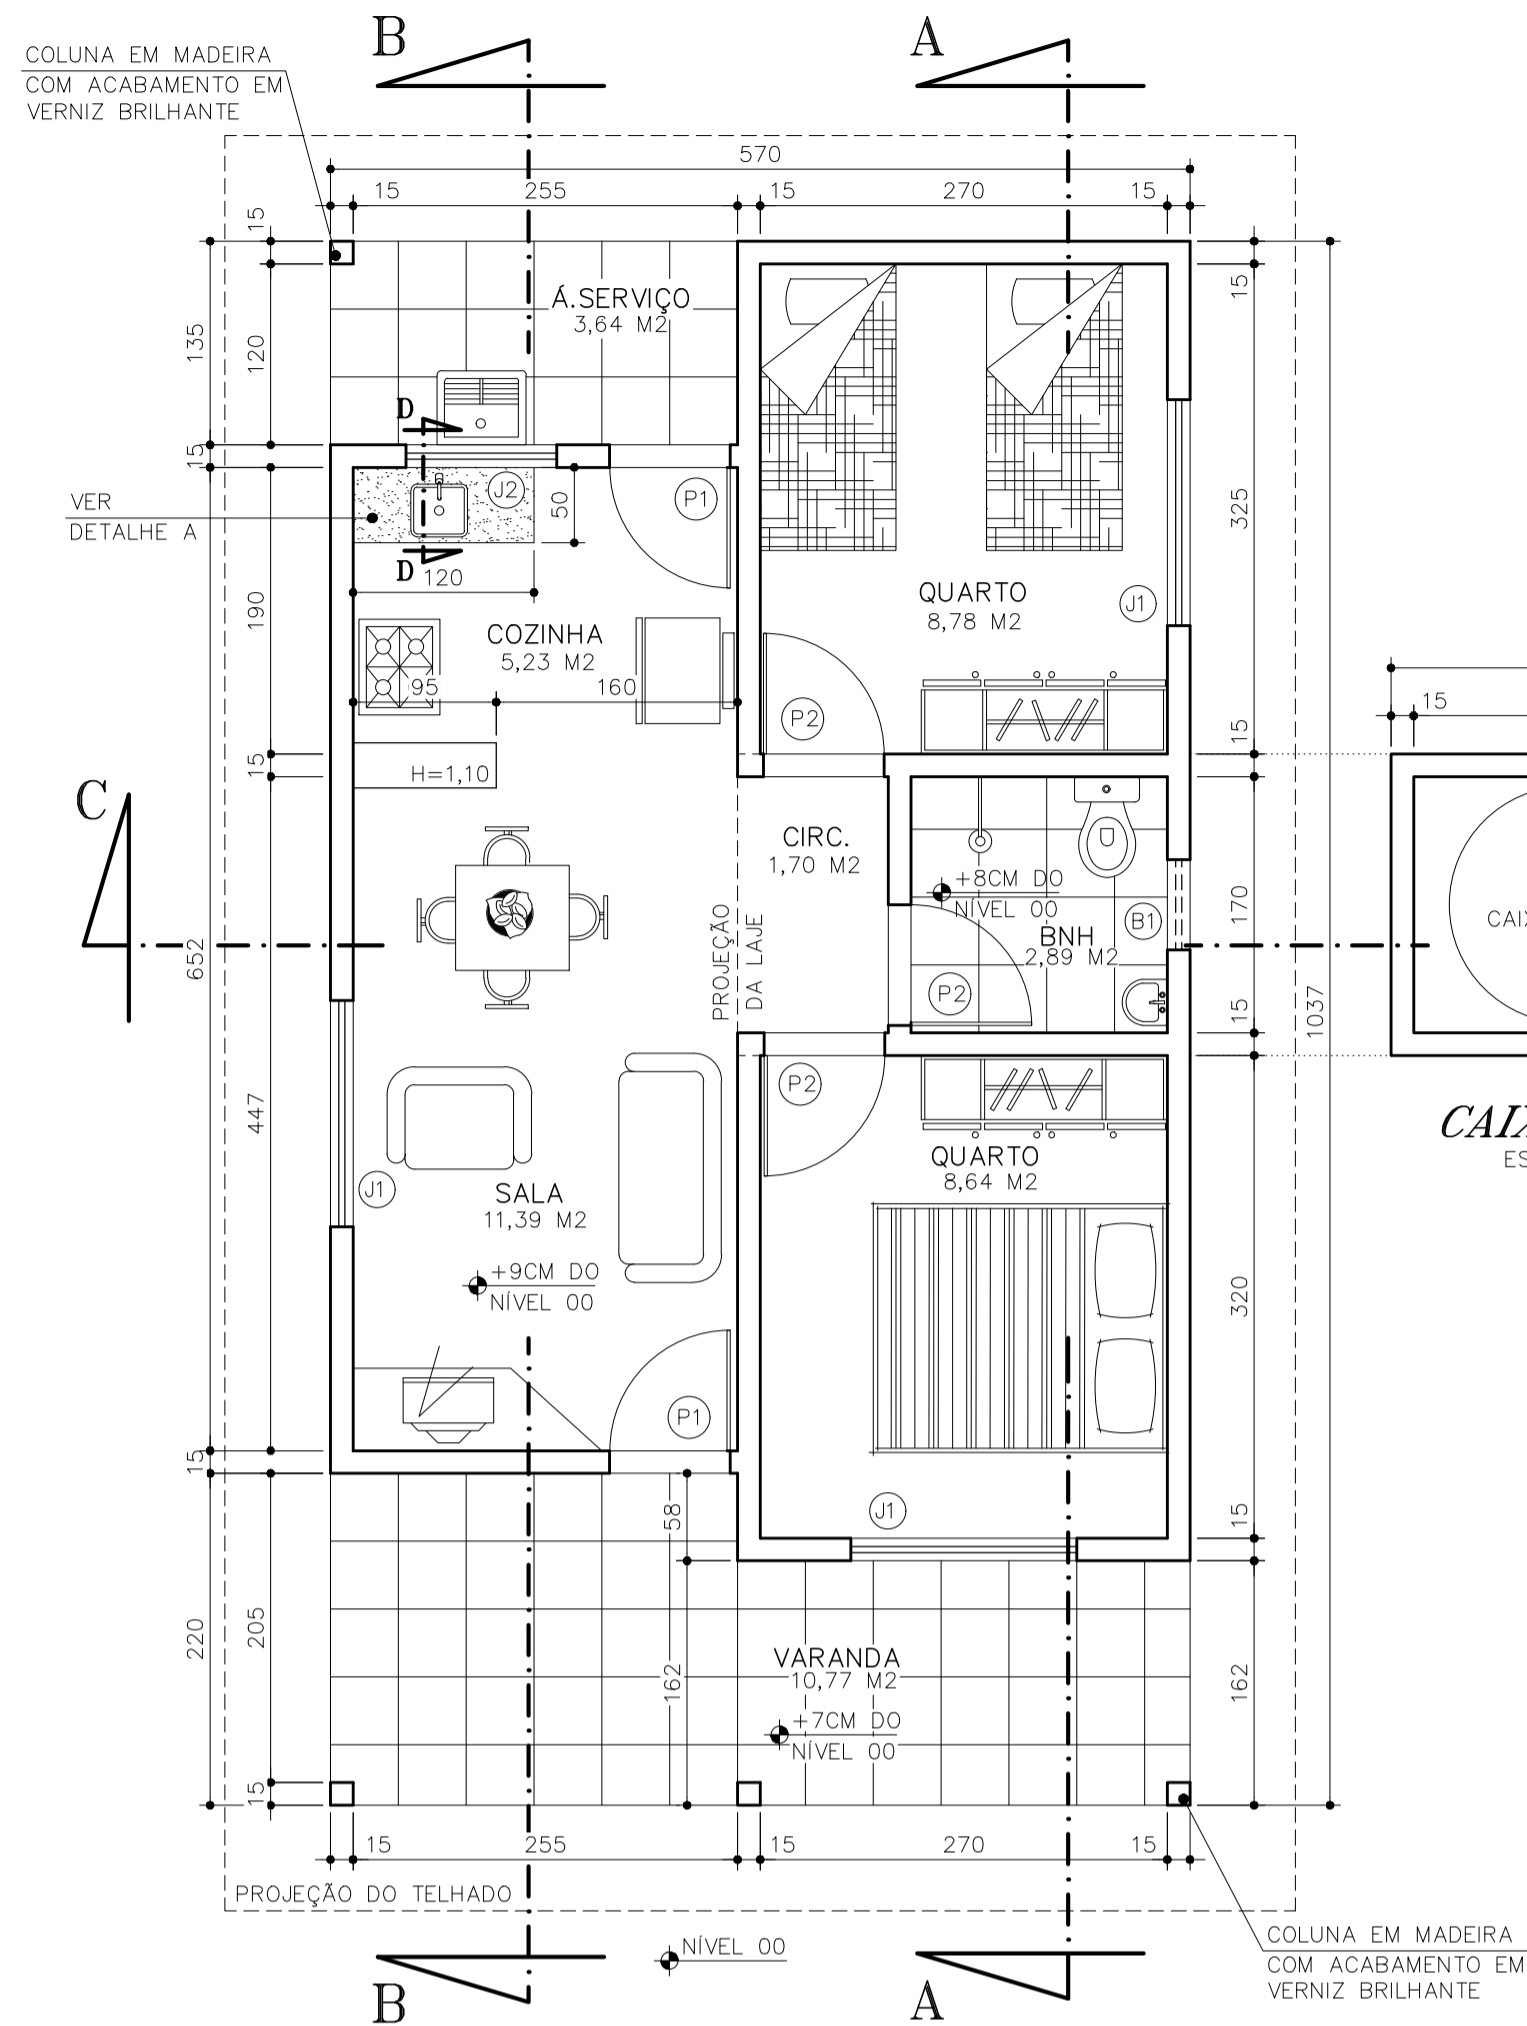 B
A
COLUNA EM MADEIRA
COM ACABAMENTO EM
VERNIZ BRILHANTE
570
15 255 15 270 15
15
Á.SERVIÇO
3,64 M2
15
135
120
D
15
J2
P1
50
VER
DETALHE A
325
D
120
QUARTO
8,78 M2
J1
190
COZINHA
5,23 M2
95
160
P2
15
15
15
H=1,10
C
CIRC.
1,70 M2
+8CM DO
NÍVEL 00
BNH
2,89 M2
B1
170
CAIX
652
PROJEÇÃO
DA LAJE
P2
15
1037
447
P2
CAIX
ES
QUARTO
8,64 M2
J1
SALA
11,39 M2
+9CM DO
NÍVEL 00
320
P1
15
58
J1
15
220
205
162
VARANDA
10,77 M2
162
+7CM DO
NÍVEL 00
15
15 255 15 270 15
PROJEÇÃO DO TELHADO
NÍVEL 00
COLUNA EM MADEIRA
COM ACABAMENTO EM
VERNIZ BRILHANTE
B
A